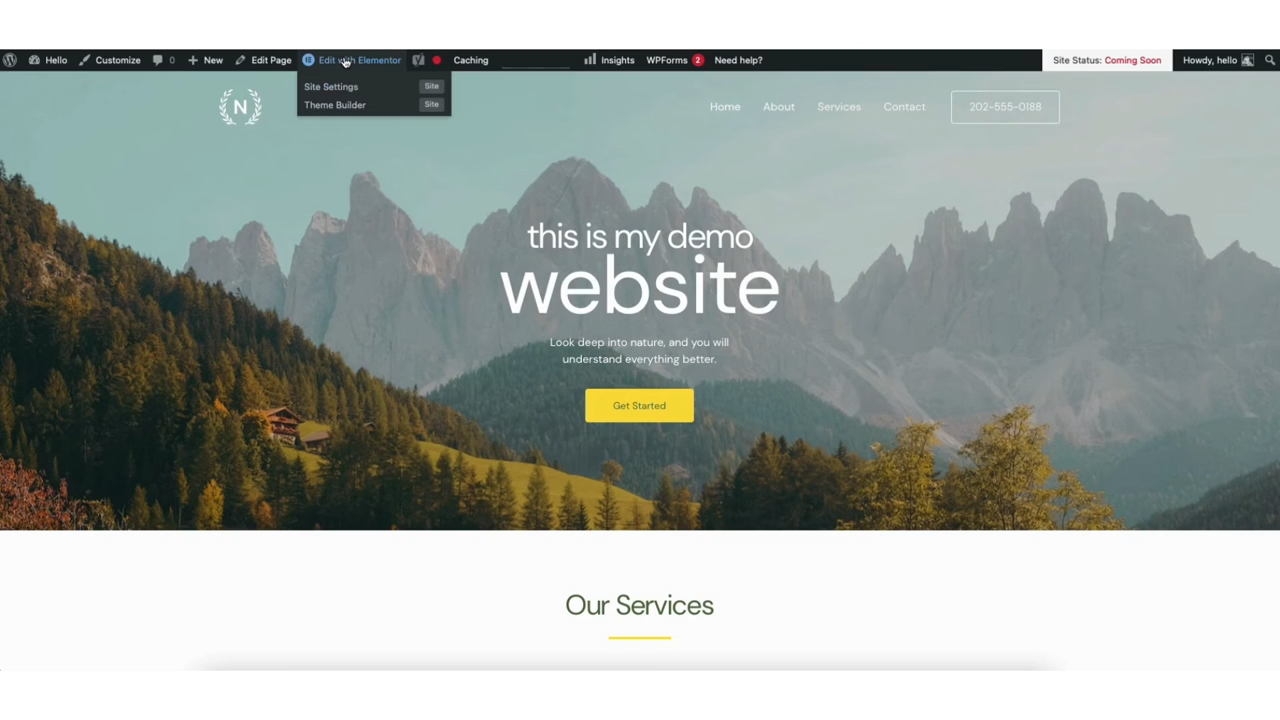 Hello Customize 0 New Edit Page Edit with Elementor Caching Insights WPForms 2 Need help? Site Status: Coming Soon Howdy, hello
Site Settings Site
Theme Builder Site
N Home About Services Contact 202-555-0188
this is my demo
website
Look deep into nature, and you will
understand everything better.
Get Started
Our Services